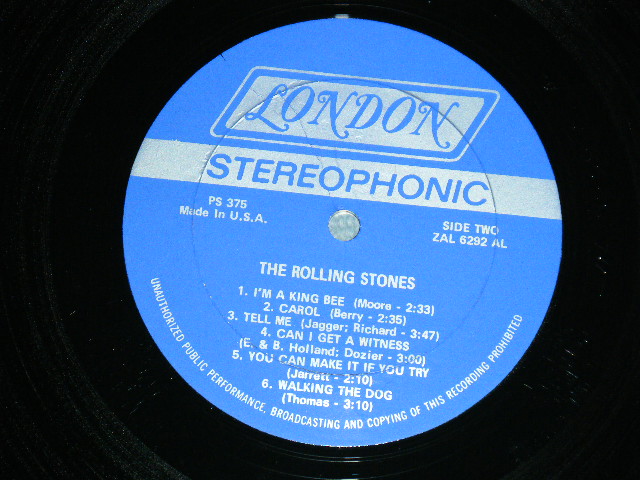 LONDON
STEREOPHONIC
PS 375
Made In U.S.A.
SIDE TWO
ZAL 6292 AL
THE ROLLING STONES
1. I'M A KING BEE (Moore - 2:33)
2. CAROL (Berry - 2:35)
3. TELL ME (Jagger; Richard - 3:47)
4. CAN I GET A WITNESS
(E. & B. Holland; Dozier - 3:00)
5. YOU CAN MAKE IT IF YOU TRY
(Jarrett - 2:10)
6. WALKING THE DOG
(Thomas - 3:10)
UNAUTHORIZED PUBLIC PERFORMANCE, BROADCASTING AND COPYING OF THIS RECORDING PROHIBITED